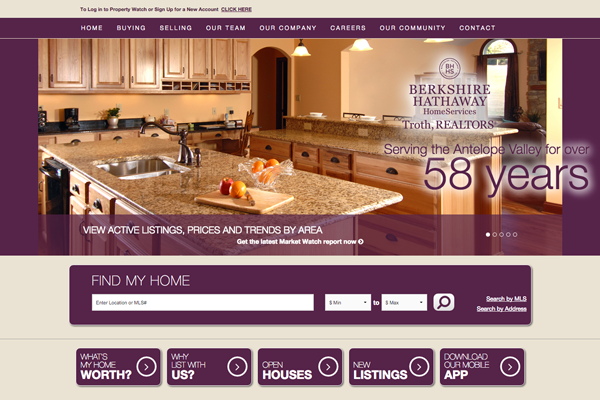 To Log in to Property Watch or Sign Up for a New Account CLICK HERE
HOME BUYING SELLING OUR TEAM OUR COMPANY CAREERS OUR COMMUNITY CONTACT
BH
HS
BERKSHIRE
HATHAWAY
HomeServices
Troth, REALTORS
Serving the Antelope Valley for over
58 years
VIEW ACTIVE LISTINGS, PRICES AND TRENDS BY AREA
Get the latest Market Watch report now
FIND MY HOME
Enter Location or MLS# $ Min to $ Max
Search by MLS
Search by Address
WHAT'S
MY HOME
WORTH?
WHY
LIST WITH
US?
OPEN
HOUSES
NEW
LISTINGS
DOWNLOAD
OUR MOBILE
APP